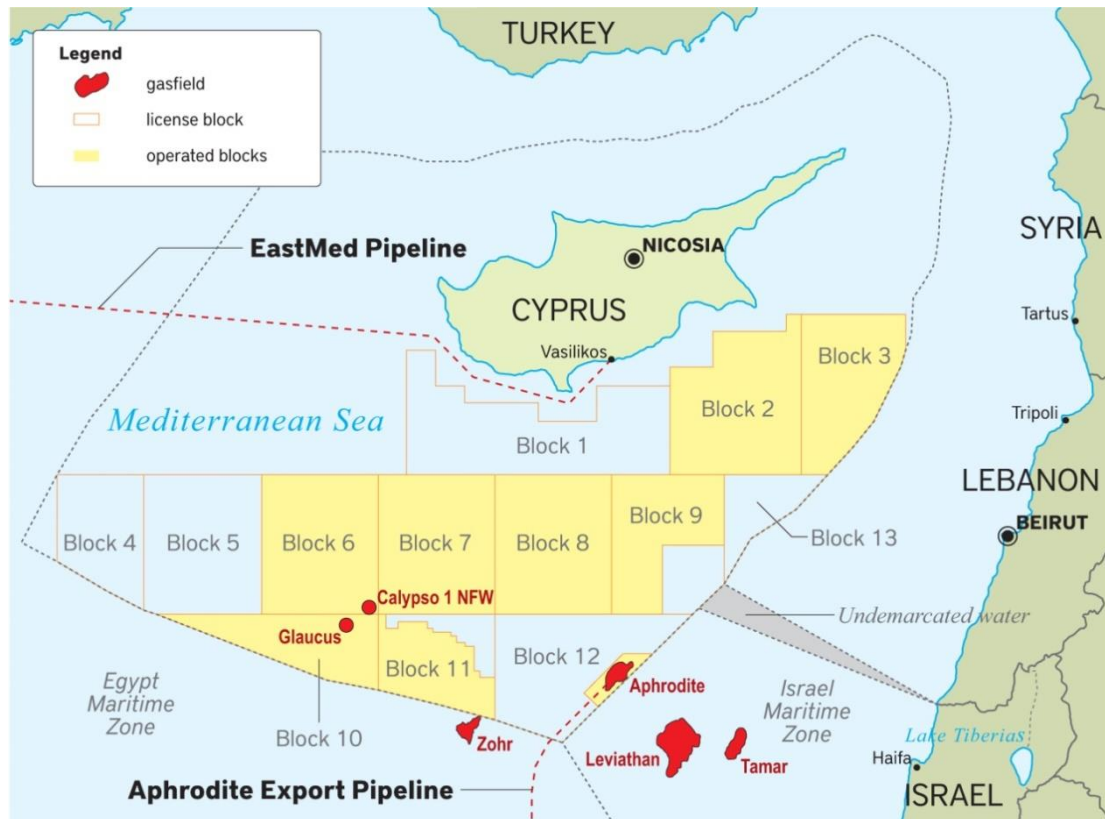 TURKEY
Legend
gasfield
license block
operated blocks
EastMed Pipeline
NICOSIA
SYRIA
CYPRUS
Tartus
Vasilikos
Block 3
Block 2
Mediterranean Sea
Tripoli
Block 1
LEBANON
BEIRUT
Block 4
Block 5
Block 6
Block 7
Block 8
Block 9
Block 13
Calypso 1 NFW
Undemarcated water
Glaucus
Block 12
Block 11
Aphrodite
Egypt
Maritime
Zone
Israel
Maritime
Zone
Block 10
Zohr
Leviathan
Tamar
Lake Tiberias
Haifa
Aphrodite Export Pipeline
ISRAEL